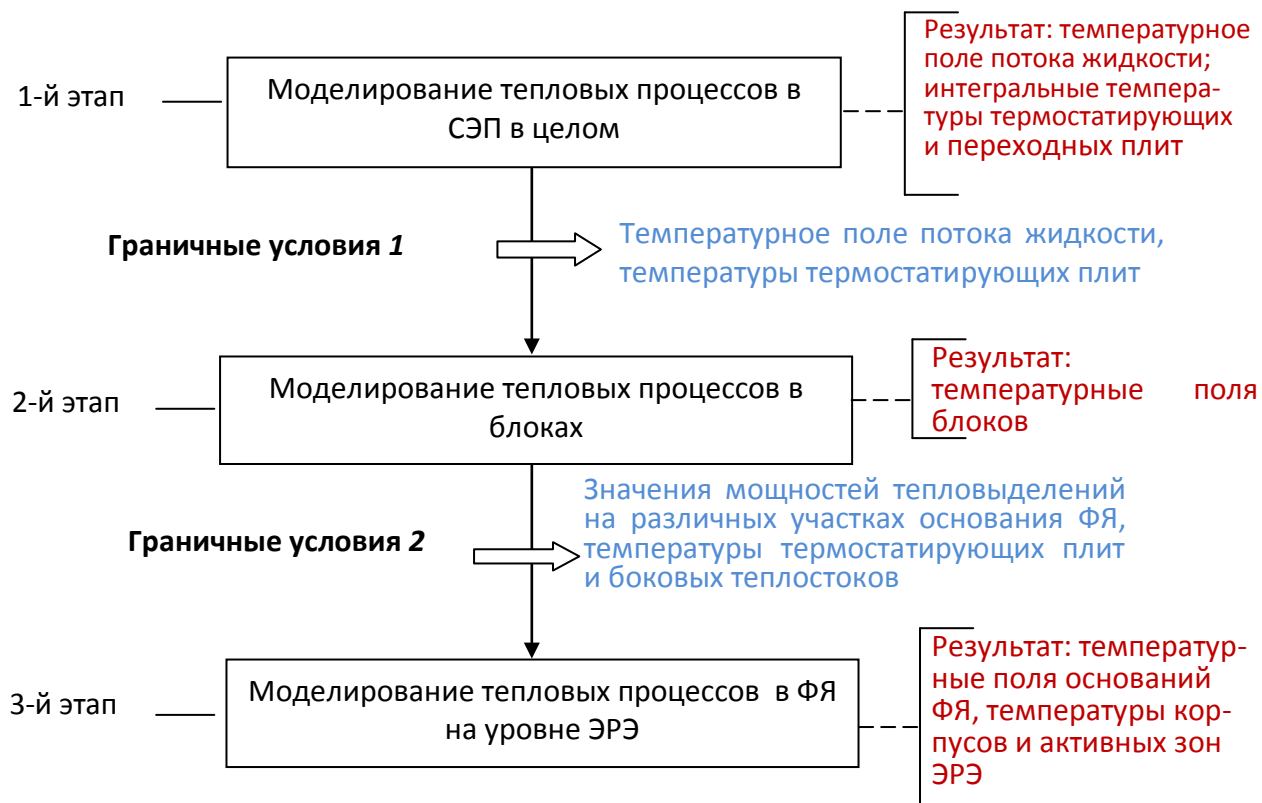 1-й этап
Моделирование тепловых процессов в
СЭП в целом
Результат: температурное
поле потока жидкости;
интегральные темпера-
туры термостатирующих
и переходных плит
Граничные условия 1
Температурное поле потока жидкости,
температуры термостатирующих плит
2-й этап
Моделирование тепловых процессов в
блоках
Результат:
температурные поля
блоков
Граничные условия 2
Значения мощностей тепловыделений
на различных участках основания ФЯ,
температуры термостатирующих плит
и боковых теплостоков
3-й этап
Моделирование тепловых процессов в ФЯ
на уровне ЭРЭ
Результат: температур-
ные поля оснований
ФЯ, температуры кор-
пусов и активных зон
ЭРЭ